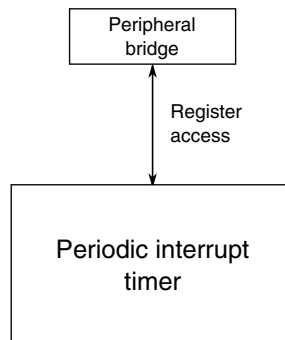 Peripheral
bridge
Register
access
Periodic interrupt
timer